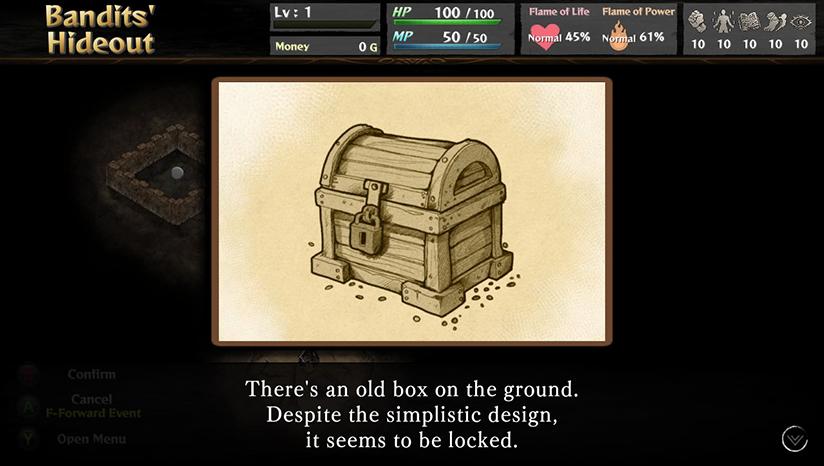 Bandits'
Hideout
Lv : 1
Money 0 G
HP 100 / 100
MP 50 / 50
Flame of Life Flame of Power
Normal 45% Normal 61%
10 10 10 10 10
There's an old box on the ground.
Despite the simplistic design,
it seems to be locked.
Confirm
A Cancel
F-Forward Event
Y Open Menu